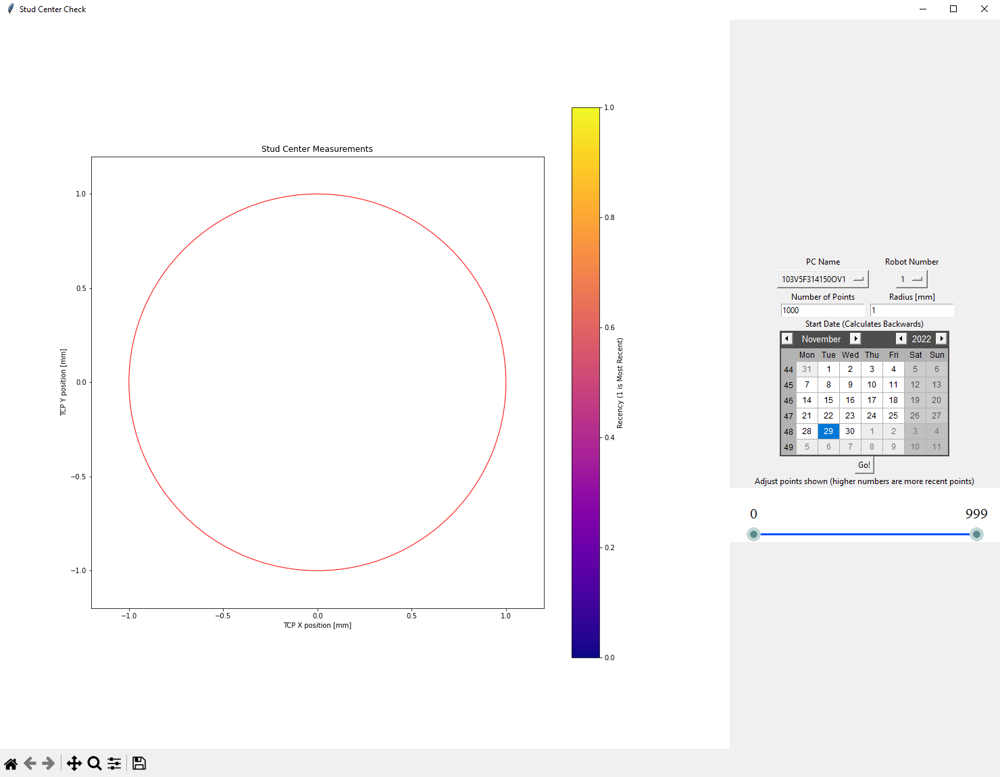 Stud Center Check
Stud Center Measurements
1.0
0.5
0.0
−0.5
−1.0
TCP Y position [mm]
−1.0 −0.5 0.0 0.5 1.0
TCP X position [mm]
1.0
0.8
0.6
0.4
0.2
0.0
Recency (1 is Most Recent)
PC Name Robot Number
103V5F314150OV1 1
Number of Points Radius [mm]
1000 1
Start Date (Calculates Backwards)
November 2022
Mon Tue Wed Thu Fri Sat Sun
44 31 1 2 3 4 5 6
45 7 8 9 10 11 12 13
46 14 15 16 17 18 19 20
47 21 22 23 24 25 26 27
48 28 29 30 1 2 3 4
49 5 6 7 8 9 10 11
Go!
Adjust points shown (higher numbers are more recent points)
0 999